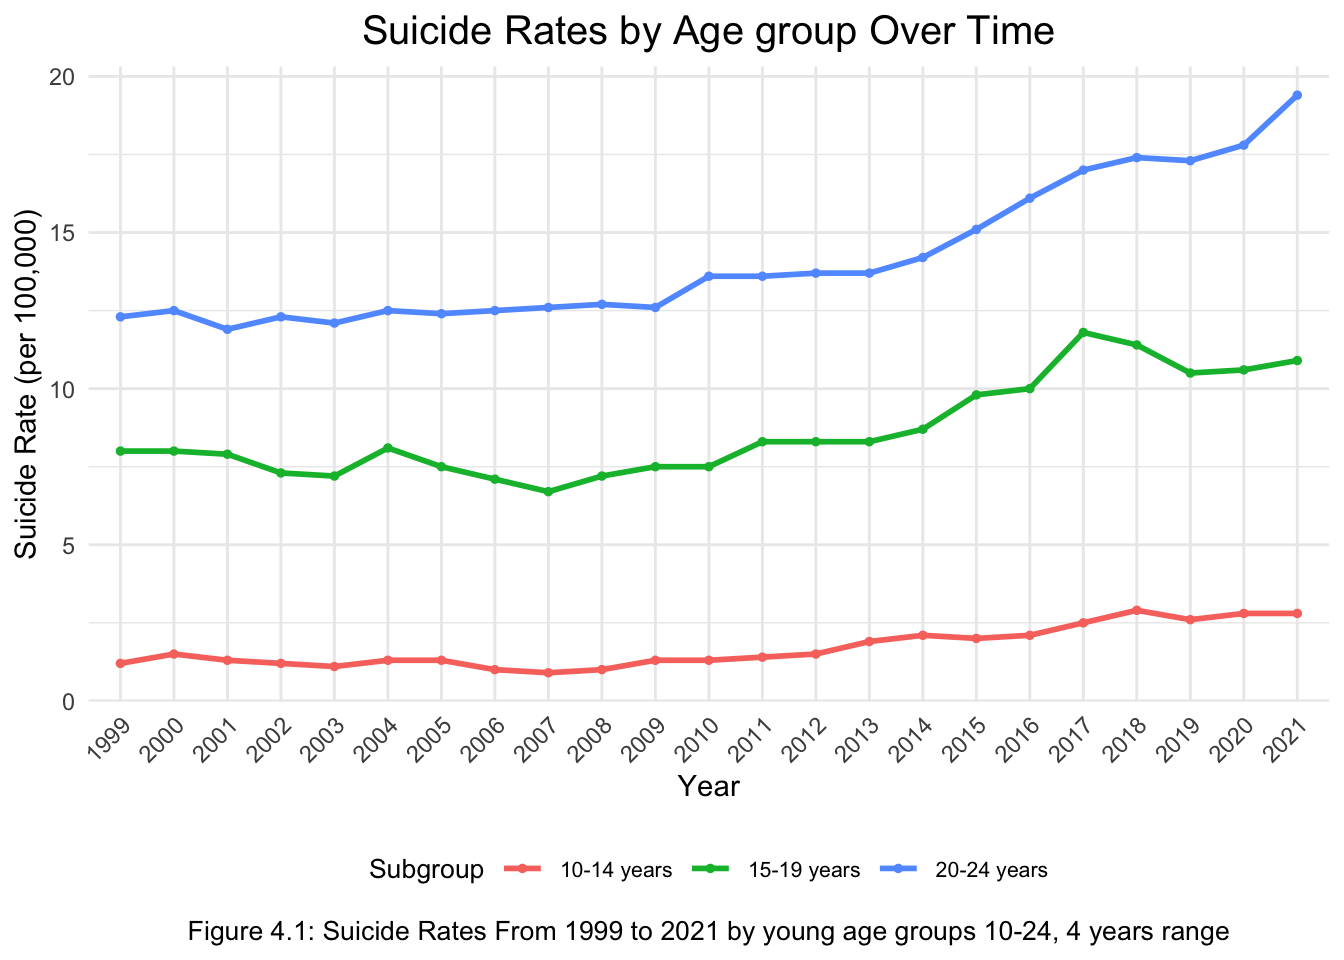 Suicide Rates by Age group Over Time
Suicide Rate (per 100,000)
20
15
10
5
0
1999 2000 2001 2002 2003 2004 2005 2006 2007 2008 2009 2010 2011 2012 2013 2014 2015 2016 2017 2018 2019 2020 2021
Year
Subgroup 10-14 years 15-19 years 20-24 years
Figure 4.1: Suicide Rates From 1999 to 2021 by young age groups 10-24, 4 years range